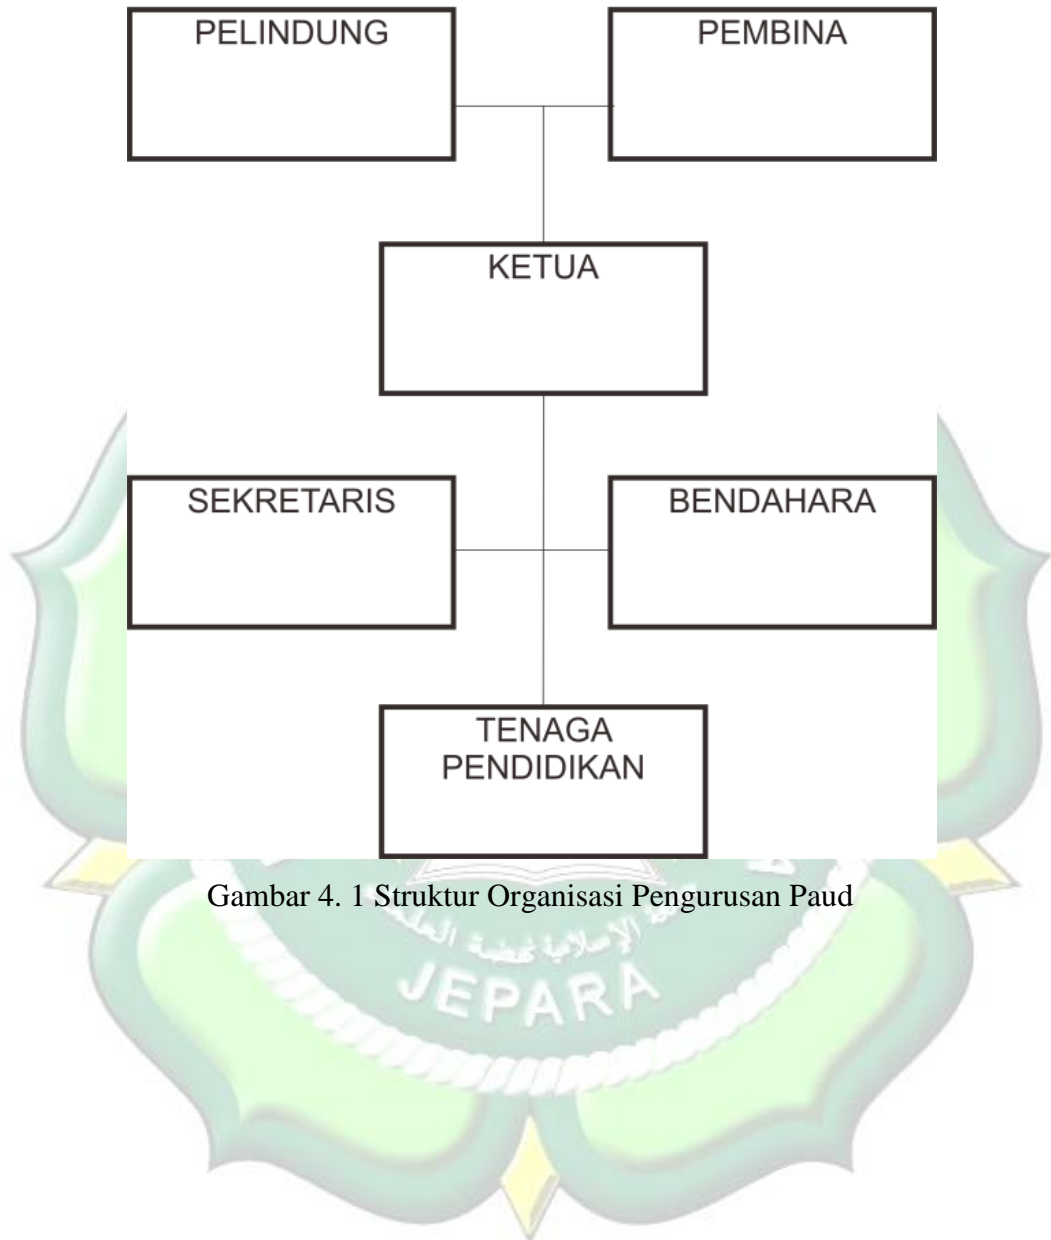 PELINDUNG
PEMBINA
KETUA
SEKRETARIS
BENDAHARA
TENAGA
PENDIDIKAN
Gambar 4. 1 Struktur Organisasi Pengurusan Paud
JEPARA